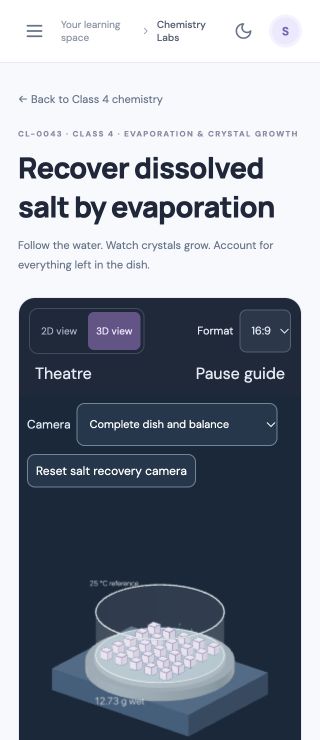 Your learning space
Chemistry Labs
S
← Back to Class 4 chemistry
CL-0043 · CLASS 4 · EVAPORATION & CRYSTAL GROWTH
Recover dissolved
salt by evaporation
Follow the water. Watch crystals grow. Account for
everything left in the dish.
2D view
3D view
Format
16:9
Theatre
Pause guide
Camera
Complete dish and balance
Reset salt recovery camera
25 °C reference
12.73 g wet